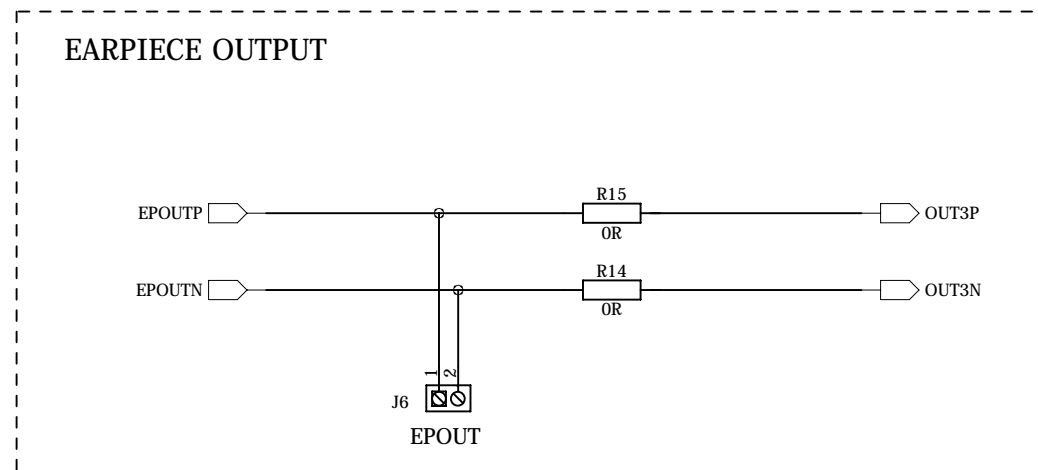 EARPIECE OUTPUT
R15
EPOUTP
OUT3P
0R
R14
EPOUTN
OUT3N
0R
1 2
J6
EPOUT